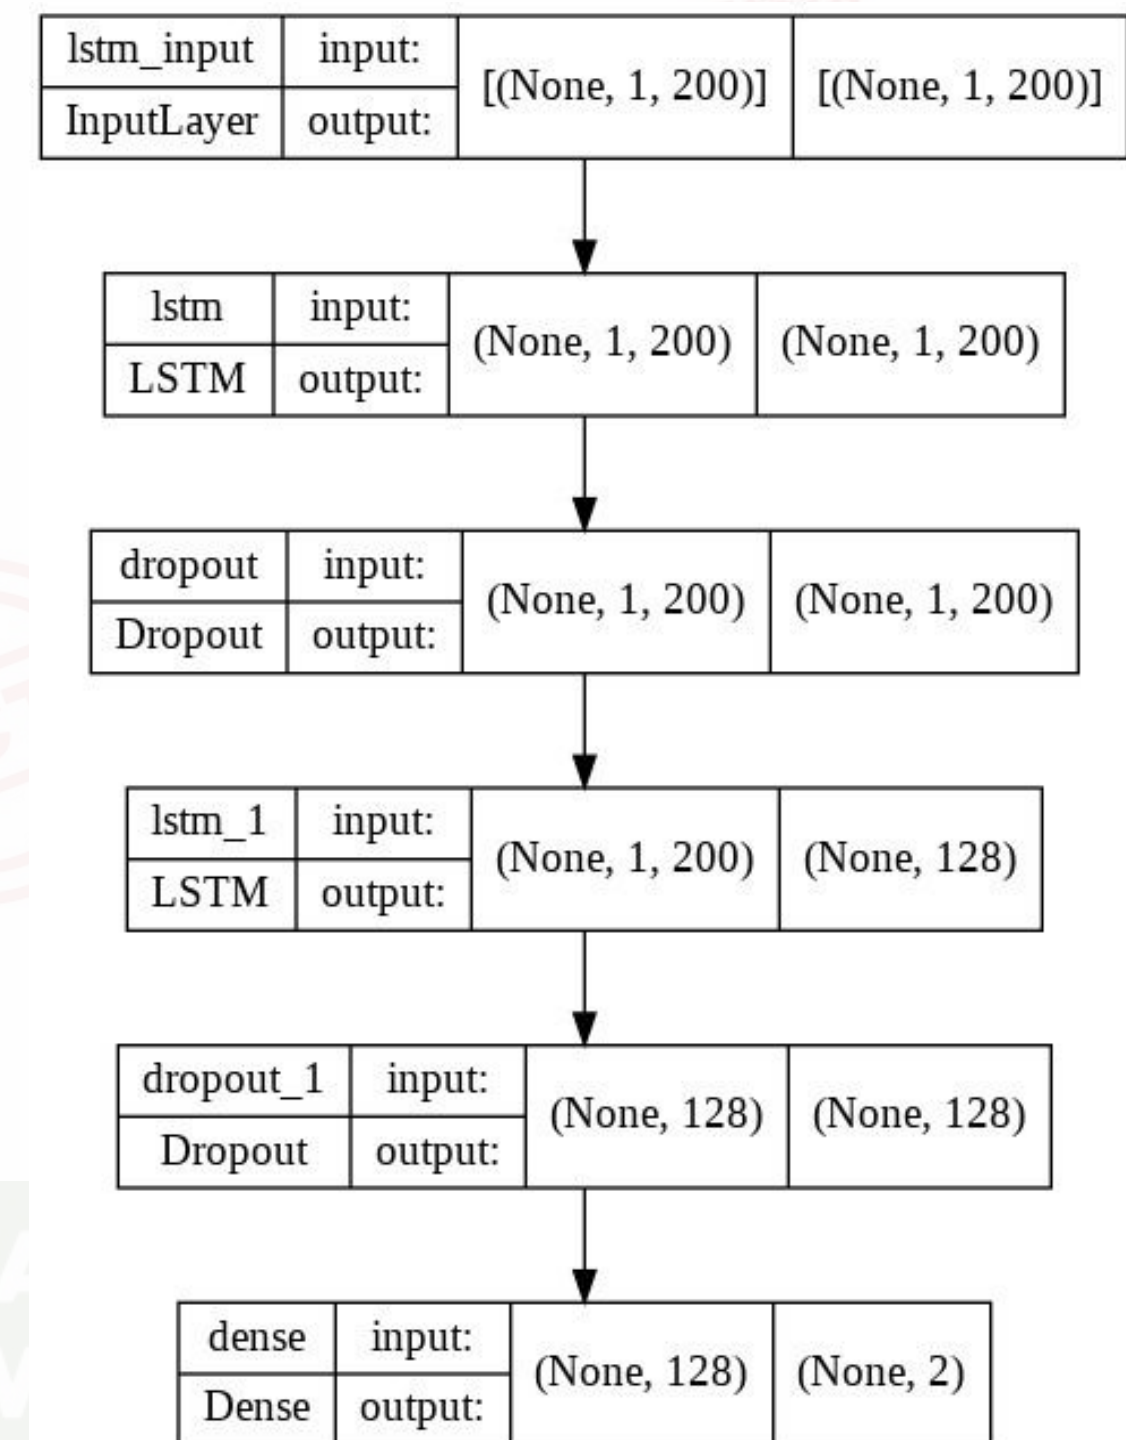 lstm_input input: [(None, 1, 200)] [(None, 1, 200)]
InputLayer output:
lstm input: (None, 1, 200) (None, 1, 200)
LSTM output:
dropout input: (None, 1, 200) (None, 1, 200)
Dropout output:
lstm_1 input: (None, 1, 200) (None, 128)
LSTM output:
dropout_1 input: (None, 128) (None, 128)
Dropout output:
dense input: (None, 128) (None, 2)
Dense output: